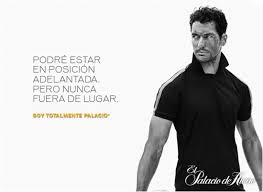 PODRÉ ESTAR
EN POSICIÓN
ADELANTADA.
PERO NUNCA
FUERA DE LUGAR.
SOY TOTALMENTE PALACIO
El
Palacio de Hierro